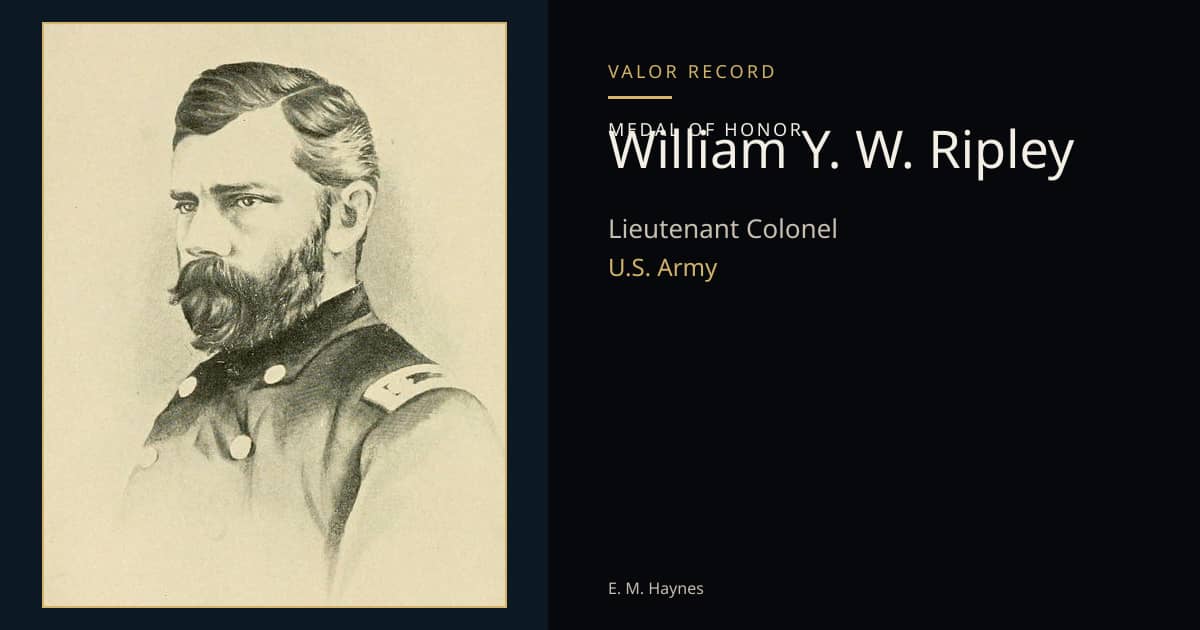 VALOR RECORD
MEDAL OF HONOR
William Y. W. Ripley
Lieutenant Colonel
U.S. Army
E. M. Haynes